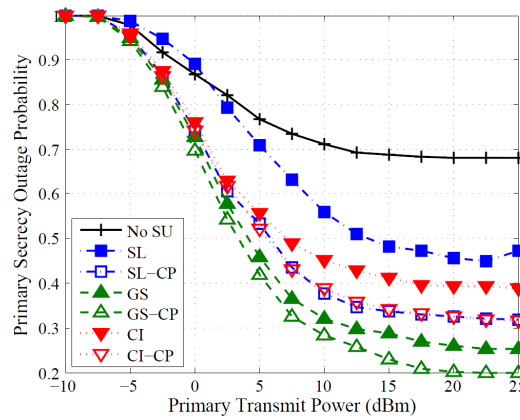 1
0.9
0.8
0.7
0.6
0.5
0.4
0.3
0.2
Primary Secrecy Outage Probability
No SU
SL
SL−CP
GS
GS−CP
CI
CI−CP
−10 −5 0 5 10 15 20 25
Primary Transmit Power (dBm)